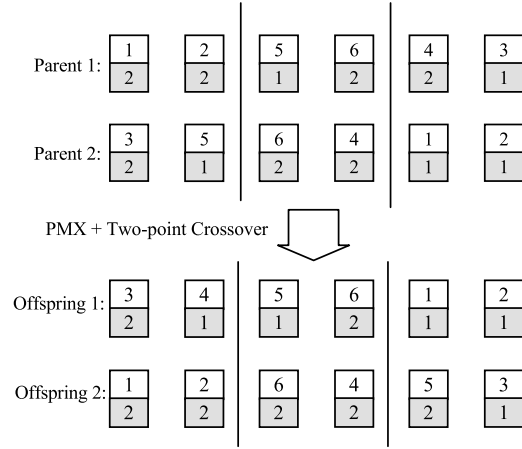 1 2 5 6 4 3
Parent 1:
2 2 1 2 2 1
3 5 6 4 1 2
Parent 2:
2 1 2 2 1 1
PMX + Two-point Crossover
3 4 5 6 1 2
Offspring 1:
2 1 1 2 1 1
1 2 6 4 5 3
Offspring 2:
2 2 2 2 2 1